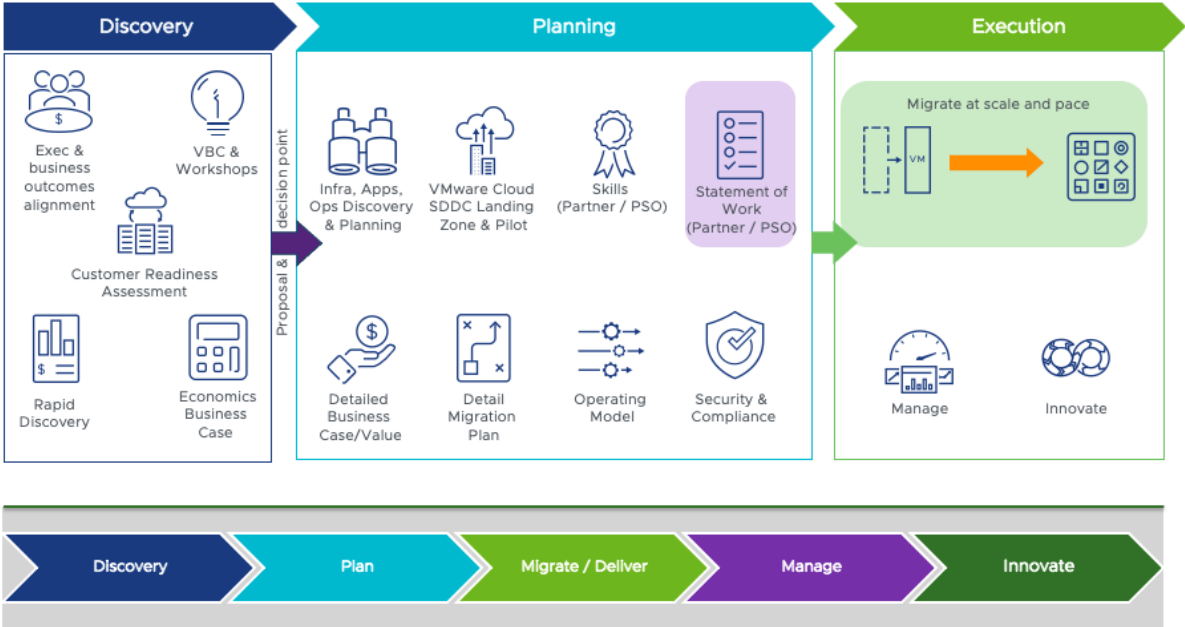 Discovery
Planning
Execution
Exec &
business
outcomes
alignment
$
VBC &
Workshops
Customer Readiness
Assessment
$
Rapid
Discovery
Economics
Business
Case
Proposal & decision point
Infra, Apps,
Ops Discovery
& Planning
VMware Cloud
SDDC Landing
Zone & Pilot
Skills
(Partner / PSO)
Statement of
Work
(Partner / PSO)
$
Detailed
Business
Case/Value
Detail
Migration
Plan
Operating
Model
Security &
Compliance
Migrate at scale and pace
VM
Manage
Innovate
Discovery
Plan
Migrate / Deliver
Manage
Innovate